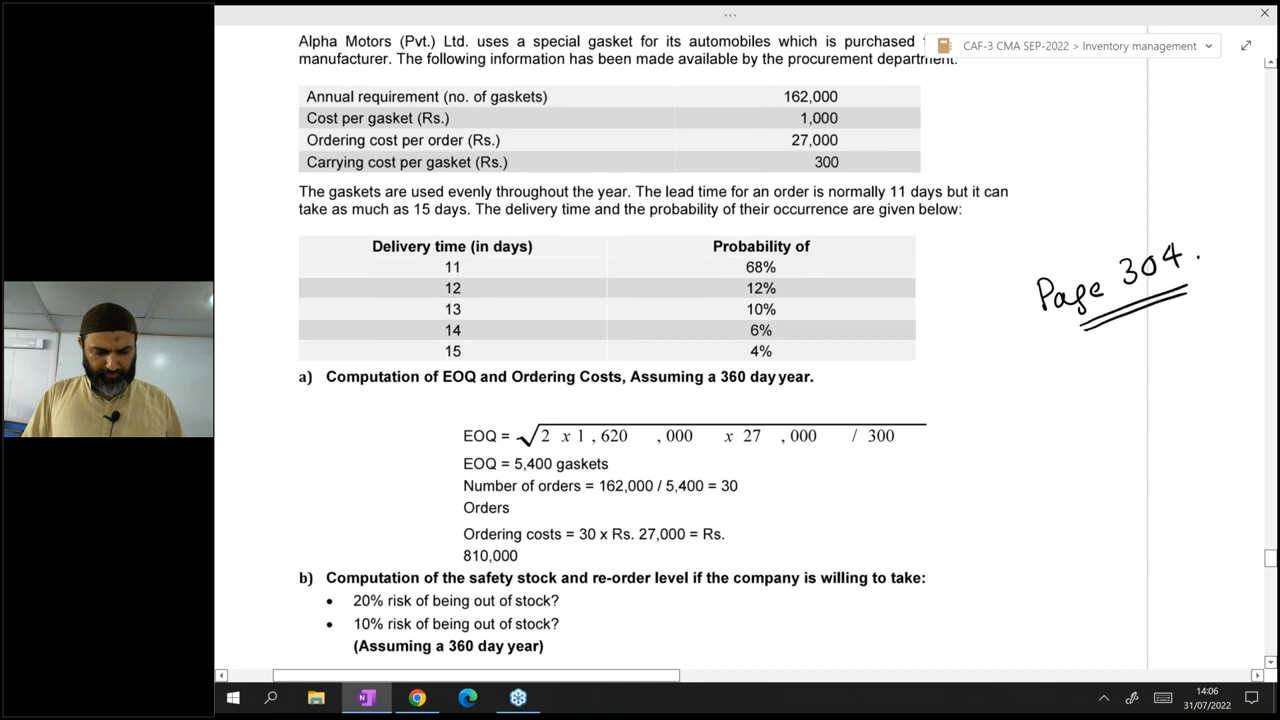 Alpha Motors (Pvt.) Ltd. uses a special gasket for its automobiles which is purchased
CAF-3 CMA SEP-2022 > Inventory management
manufacturer. The following information has been made available by the procurement department.
Annual requirement (no. of gaskets) 162,000
Cost per gasket (Rs.) 1,000
Ordering cost per order (Rs.) 27,000
Carrying cost per gasket (Rs.) 300
The gaskets are used evenly throughout the year. The lead time for an order is normally 11 days but it can
take as much as 15 days. The delivery time and the probability of their occurrence are given below:
Delivery time (in days) Probability of
11 68%
12 12%
13 10%
14 6%
15 4%
Page 304.
a) Computation of EOQ and Ordering Costs, Assuming a 360 day year.
EOQ = √2 x 1 , 620 , 000 x 27 , 000 / 300
EOQ = 5,400 gaskets
Number of orders = 162,000 / 5,400 = 30
Orders
Ordering costs = 30 x Rs. 27,000 = Rs.
810,000
b) Computation of the safety stock and re-order level if the company is willing to take:
• 20% risk of being out of stock?
• 10% risk of being out of stock?
(Assuming a 360 day year)
14:06
31/07/2022